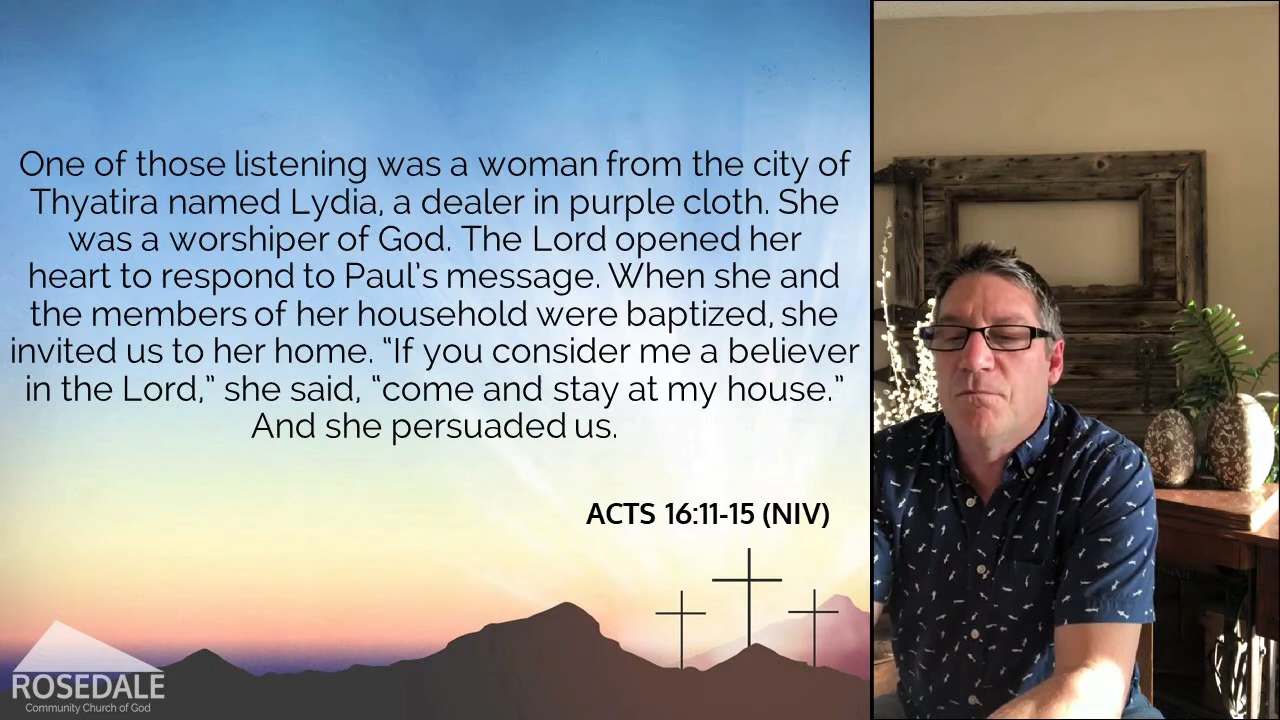 One of those listening was a woman from the city of
Thyatira named Lydia, a dealer in purple cloth. She
was a worshiper of God. The Lord opened her
heart to respond to Paul's message. When she and
the members of her household were baptized, she
invited us to her home. “If you consider me a believer
in the Lord,” she said, “come and stay at my house.”
And she persuaded us.
ACTS 16:11-15 (NIV)
ROSEDALE
Community Church of God